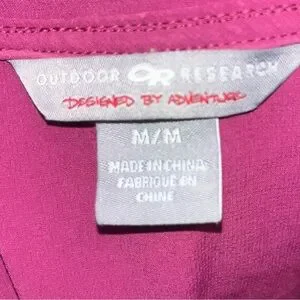 OUTDOOR OR RESEARCH
DESIGNED BY ADVENTURE
M/M
MADE IN CHINA
FABRIQUÉ EN
CHINE